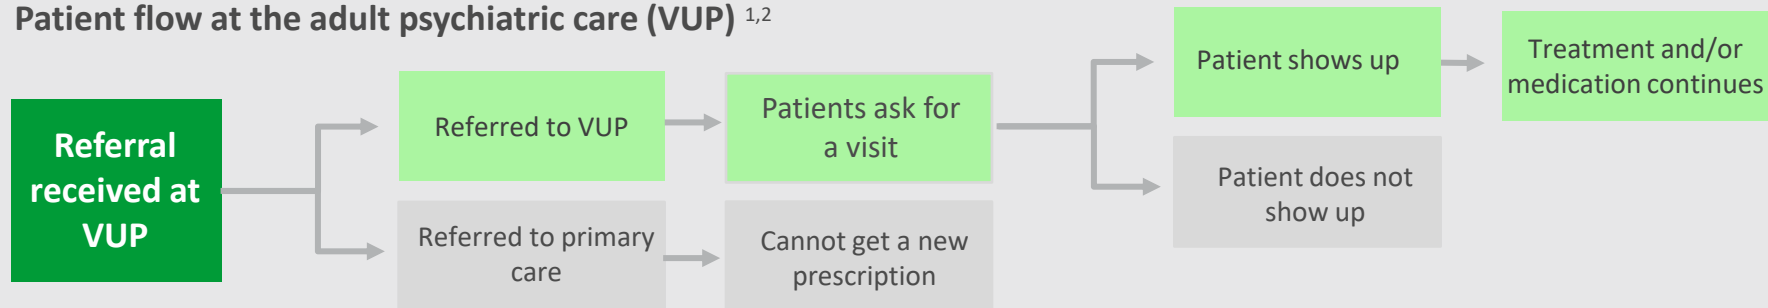 Patient flow at the adult psychiatric care (VUP) 1,2
Referral
received at
VUP
Referred to VUP
Patients ask for
a visit
Patient shows up
Treatment and/or
medication continues
Patient does not
show up
Referred to primary
care
Cannot get a new
prescription